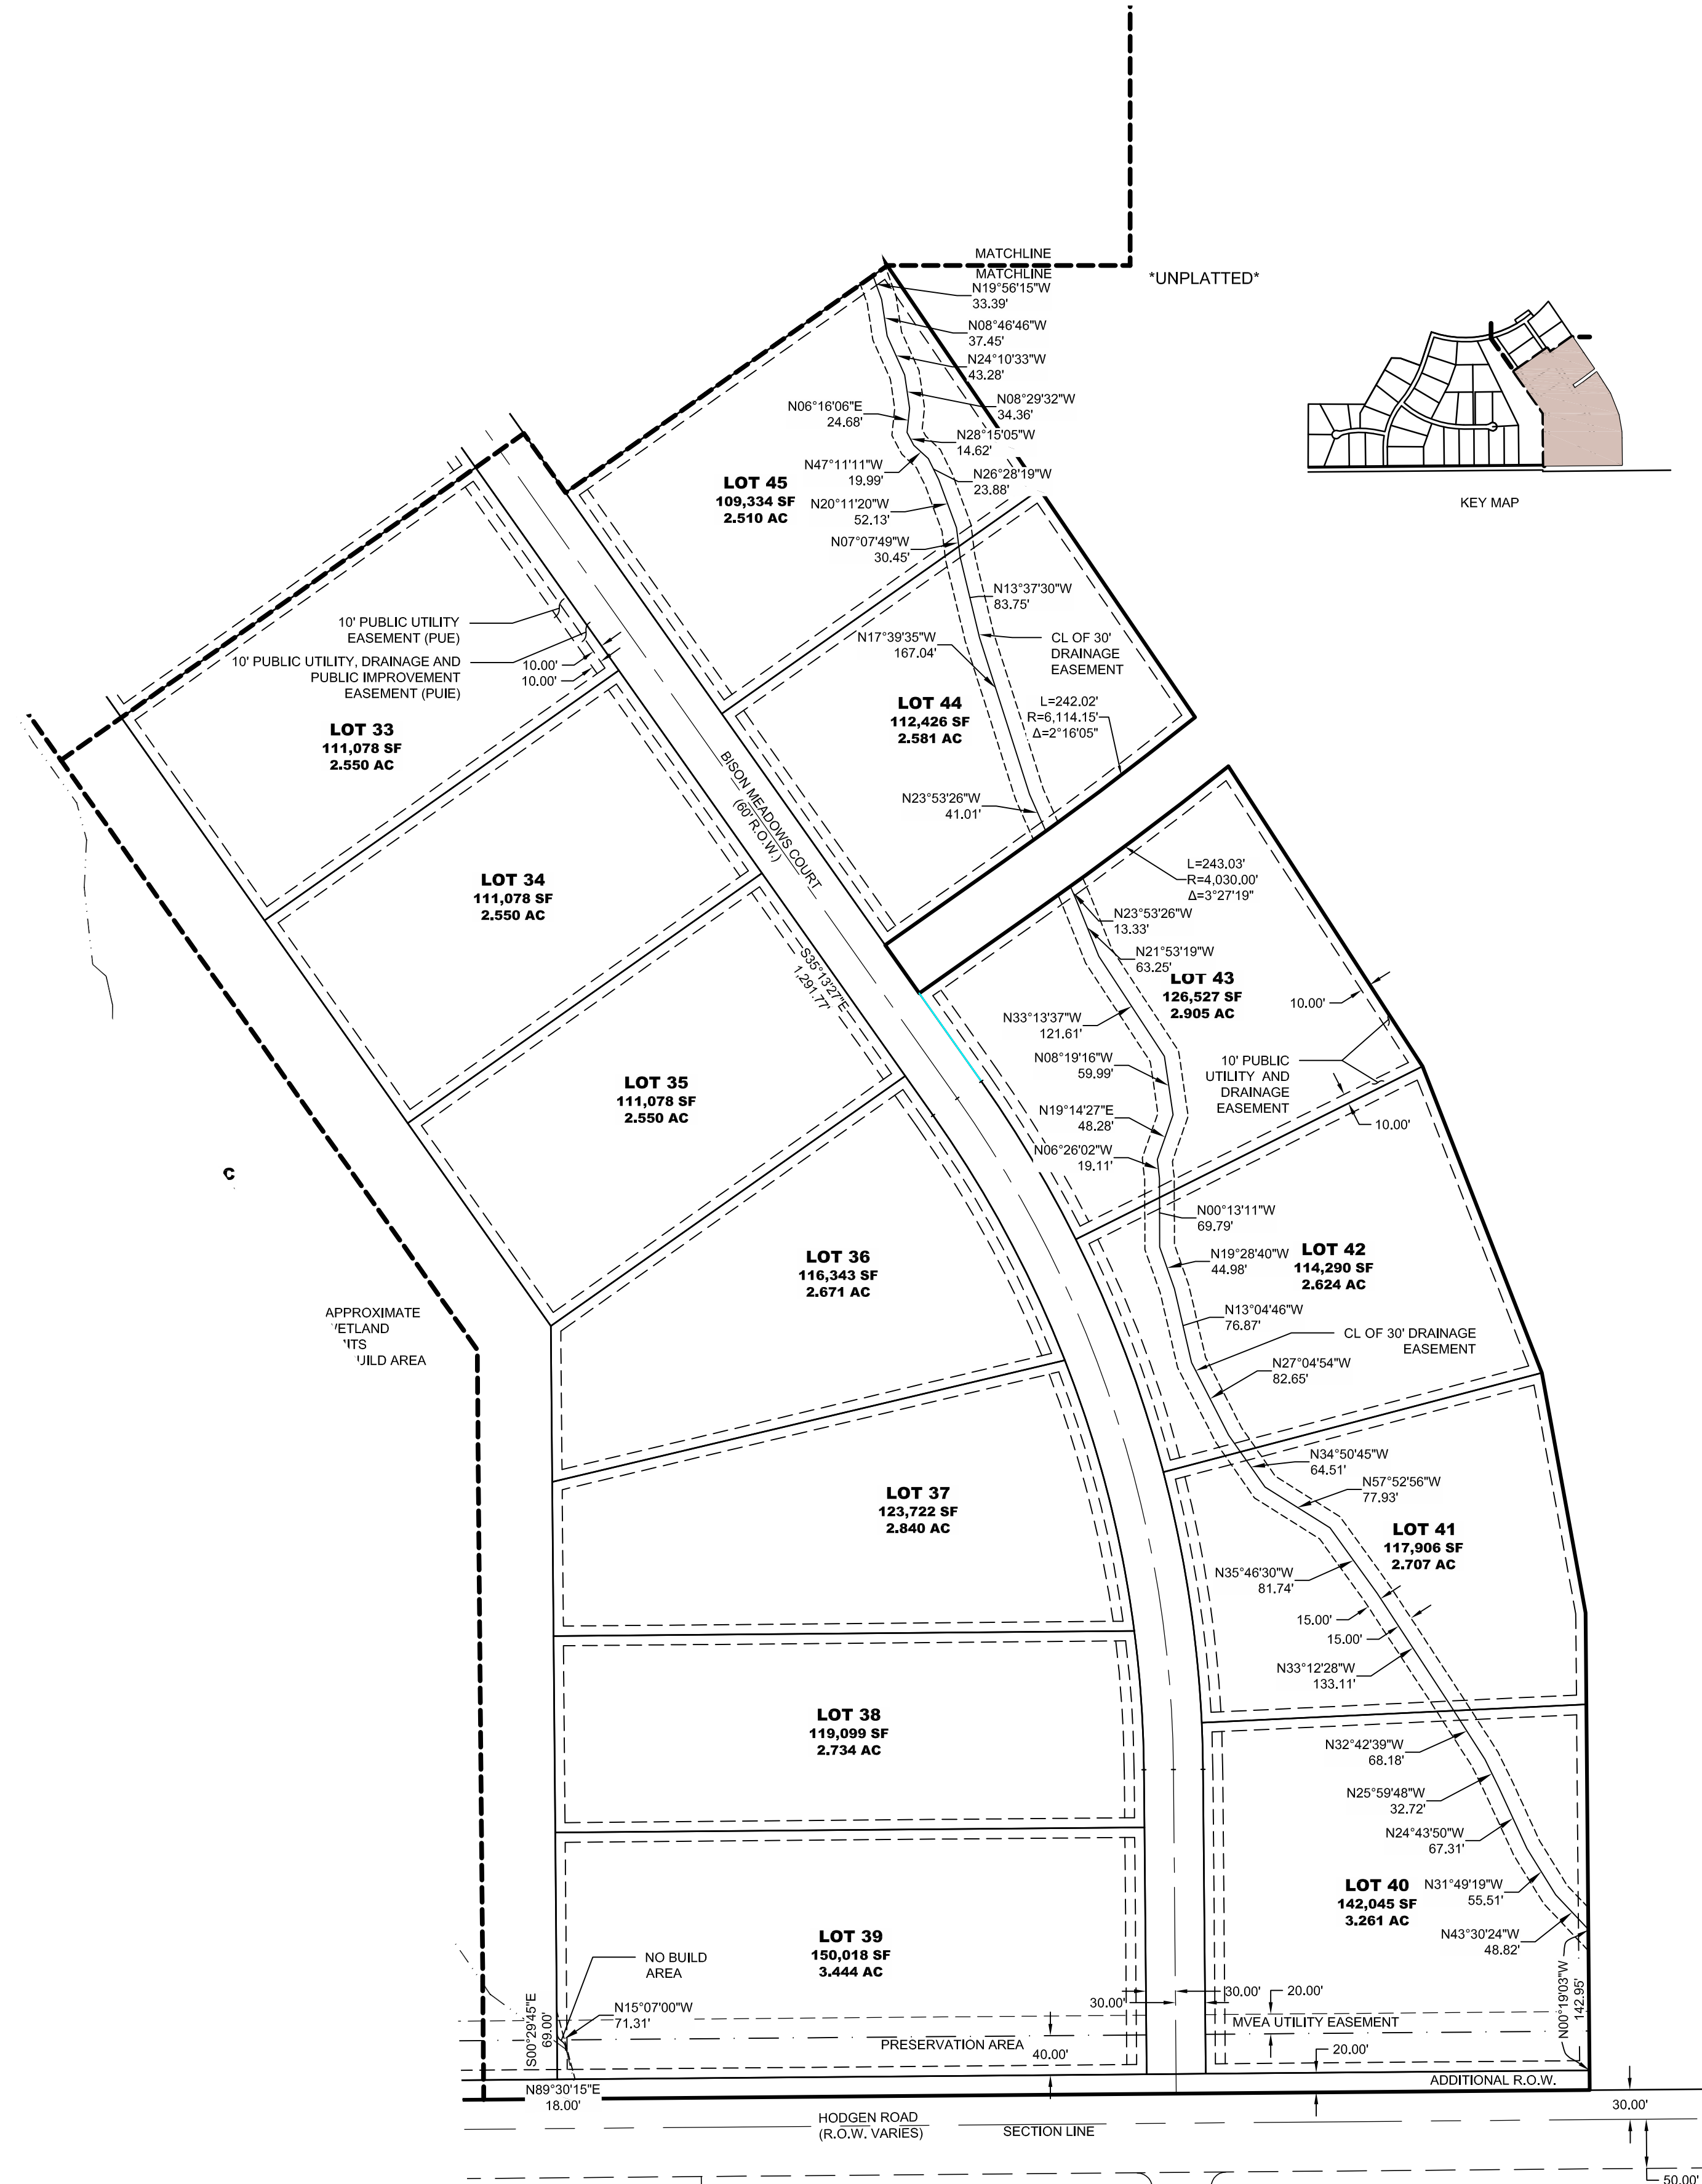 MATCHLINE
MATCHLINE
*UNPLATTED*
N19°56'15"W
33.39'
N08°46'46"W
37.45'
N24°10'33"W
43.28'
N08°29'32"W
34.36'
N06°16'06"E
24.68'
N28°15'05"W
14.62'
N47°11'11"W
19.99'
N26°28'19"W
23.88'
LOT 45
109,334 SF
2.510 AC
N20°11'20"W
52.13'
N07°07'49"W
30.45'
KEY MAP
N13°37'30"W
83.75'
10' PUBLIC UTILITY
EASEMENT (PUE)
10' PUBLIC UTILITY, DRAINAGE AND
PUBLIC IMPROVEMENT
EASEMENT (PUIE)
10.00'
10.00'
N17°39'35"W
167.04'
CL OF 30'
DRAINAGE
EASEMENT
LOT 33
111,078 SF
2.550 AC
LOT 44
112,426 SF
2.581 AC
L=242.02'
R=6,114.15'
Δ=2°16'05"
BISON MEADOWS COURT
(60' R.O.W.)
N23°53'26"W
41.01'
LOT 34
111,078 SF
2.550 AC
L=243.03'
R=4,030.00'
Δ=3°27'19"
N23°53'26"W
13.33'
N21°53'19"W
63.25'
S35°13'27"E
1,291.77'
LOT 43
126,527 SF
2.905 AC
10.00'
N33°13'37"W
121.61'
N08°19'16"W
59.99'
10' PUBLIC
UTILITY AND
DRAINAGE
EASEMENT
LOT 35
111,078 SF
2.550 AC
N19°14'27"E
48.28'
10.00'
N06°26'02"W
19.11'
C
N00°13'11"W
69.79'
N19°28'40"W
44.98'
LOT 42
114,290 SF
2.624 AC
LOT 36
116,343 SF
2.671 AC
APPROXIMATE
ETLAND
ITS
UILD AREA
N13°04'46"W
76.87'
CL OF 30' DRAINAGE
EASEMENT
N27°04'54"W
82.65'
N34°50'45"W
64.51'
N57°52'56"W
77.93'
LOT 37
123,722 SF
2.840 AC
LOT 41
117,906 SF
2.707 AC
N35°46'30"W
81.74'
15.00'
15.00'
N33°12'28"W
133.11'
LOT 38
119,099 SF
2.734 AC
N32°42'39"W
68.18'
N25°59'48"W
32.72'
N24°43'50"W
67.31'
LOT 40
142,045 SF
3.261 AC
N31°49'19"W
55.51'
N43°30'24"W
48.82'
LOT 39
150,018 SF
3.444 AC
NO BUILD
AREA
N15°07'00"W
71.31'
S00°29'45"E
69.00'
30.00'
30.00'
20.00'
MVEA UTILITY EASEMENT
N00°19'03"W
142.95'
PRESERVATION AREA
40.00'
20.00'
ADDITIONAL R.O.W.
N89°30'15"E
18.00'
30.00'
HODGEN ROAD
(R.O.W. VARIES)
SECTION LINE
50.00'